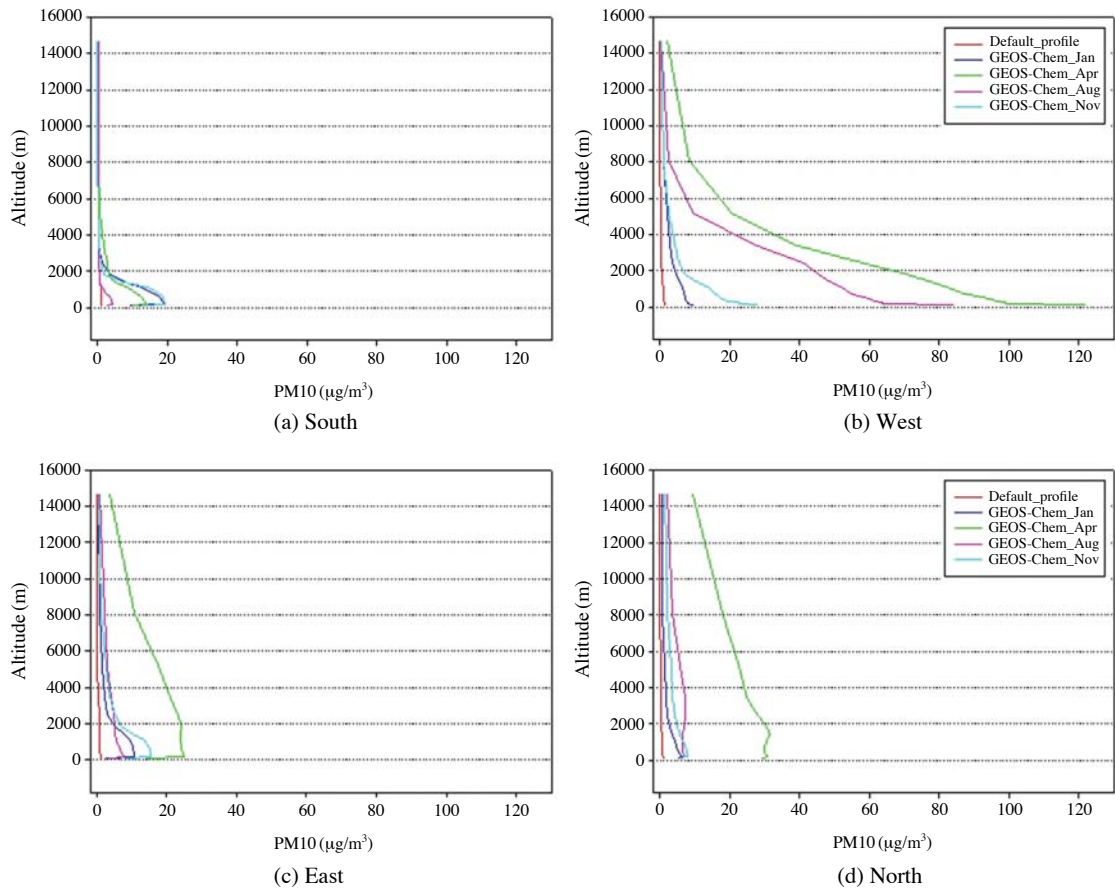 16000
14000
12000
10000
8000
6000
4000
2000
0
Altitude (m)
0 20 40 60 80 100 120
PM10 (μg/m³)
(a) South
16000
14000
12000
10000
8000
6000
4000
2000
0
Altitude (m)
Default_profile
GEOS-Chem_Jan
GEOS-Chem_Apr
GEOS-Chem_Aug
GEOS-Chem_Nov
0 20 40 60 80 100 120
PM10 (μg/m³)
(b) West
16000
14000
12000
10000
8000
6000
4000
2000
0
Altitude (m)
0 20 40 60 80 100 120
PM10 (μg/m³)
(c) East
16000
14000
12000
10000
8000
6000
4000
2000
0
Altitude (m)
Default_profile
GEOS-Chem_Jan
GEOS-Chem_Apr
GEOS-Chem_Aug
GEOS-Chem_Nov
0 20 40 60 80 100 120
PM10 (μg/m³)
(d) North